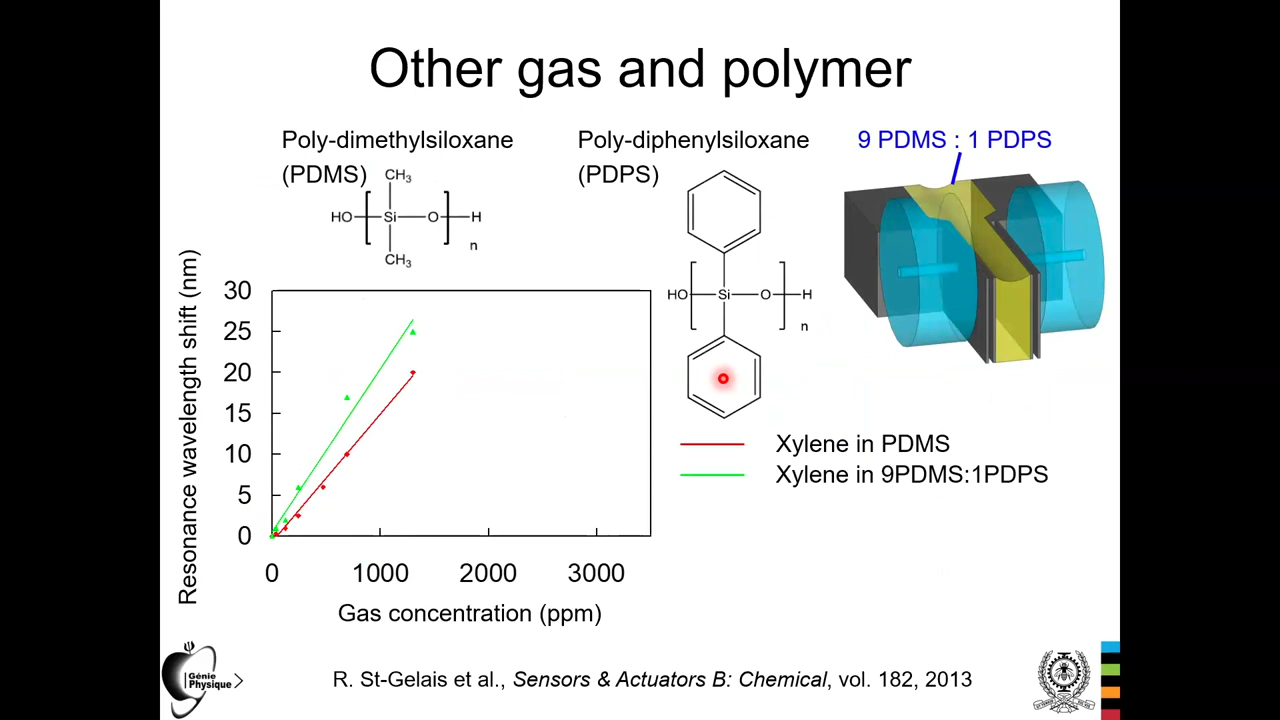 Other gas and polymer
Poly-dimethylsiloxane
(PDMS)
Poly-diphenylsiloxane
(PDPS)
9 PDMS : 1 PDPS
CH3
HO
Si
O
H
n
CH3
HO
Si
O
H
n
Resonance wavelength shift (nm)
30
25
20
15
10
5
0
0 1000 2000 3000
Gas concentration (ppm)
Xylene in PDMS
Xylene in 9PDMS:1PDPS
Génie
Physique
R. St-Gelais et al., Sensors & Actuators B: Chemical, vol. 182, 2013